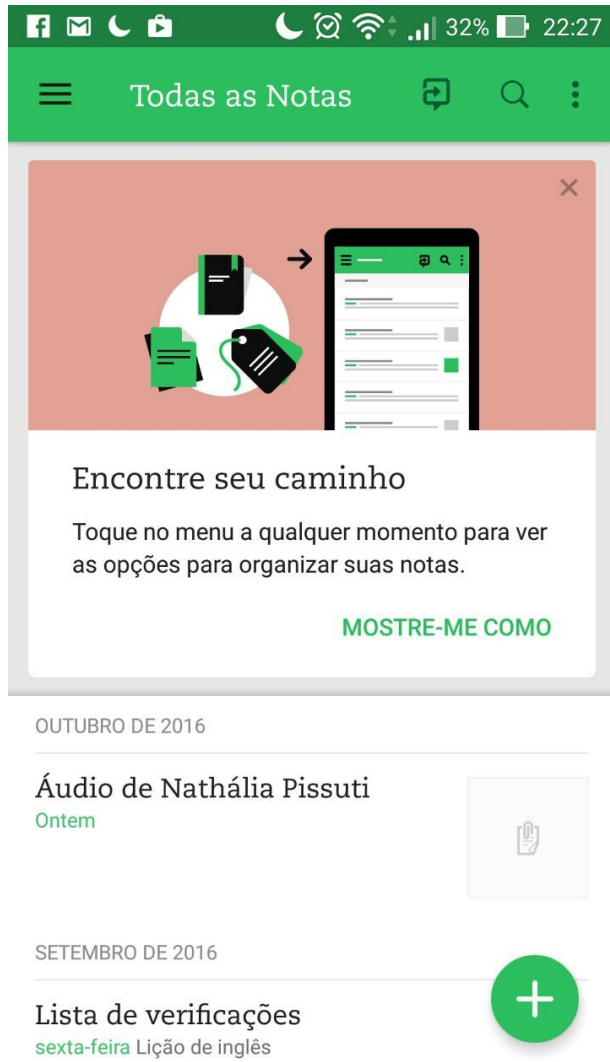 32% 22:27
Todas as Notas
Encontre seu caminho
Toque no menu a qualquer momento para ver
as opções para organizar suas notas.
MOSTRE-ME COMO
OUTUBRO DE 2016
Áudio de Nathália Pissuti
Ontem
SETEMBRO DE 2016
Lista de verificações
sexta-feira Lição de inglês